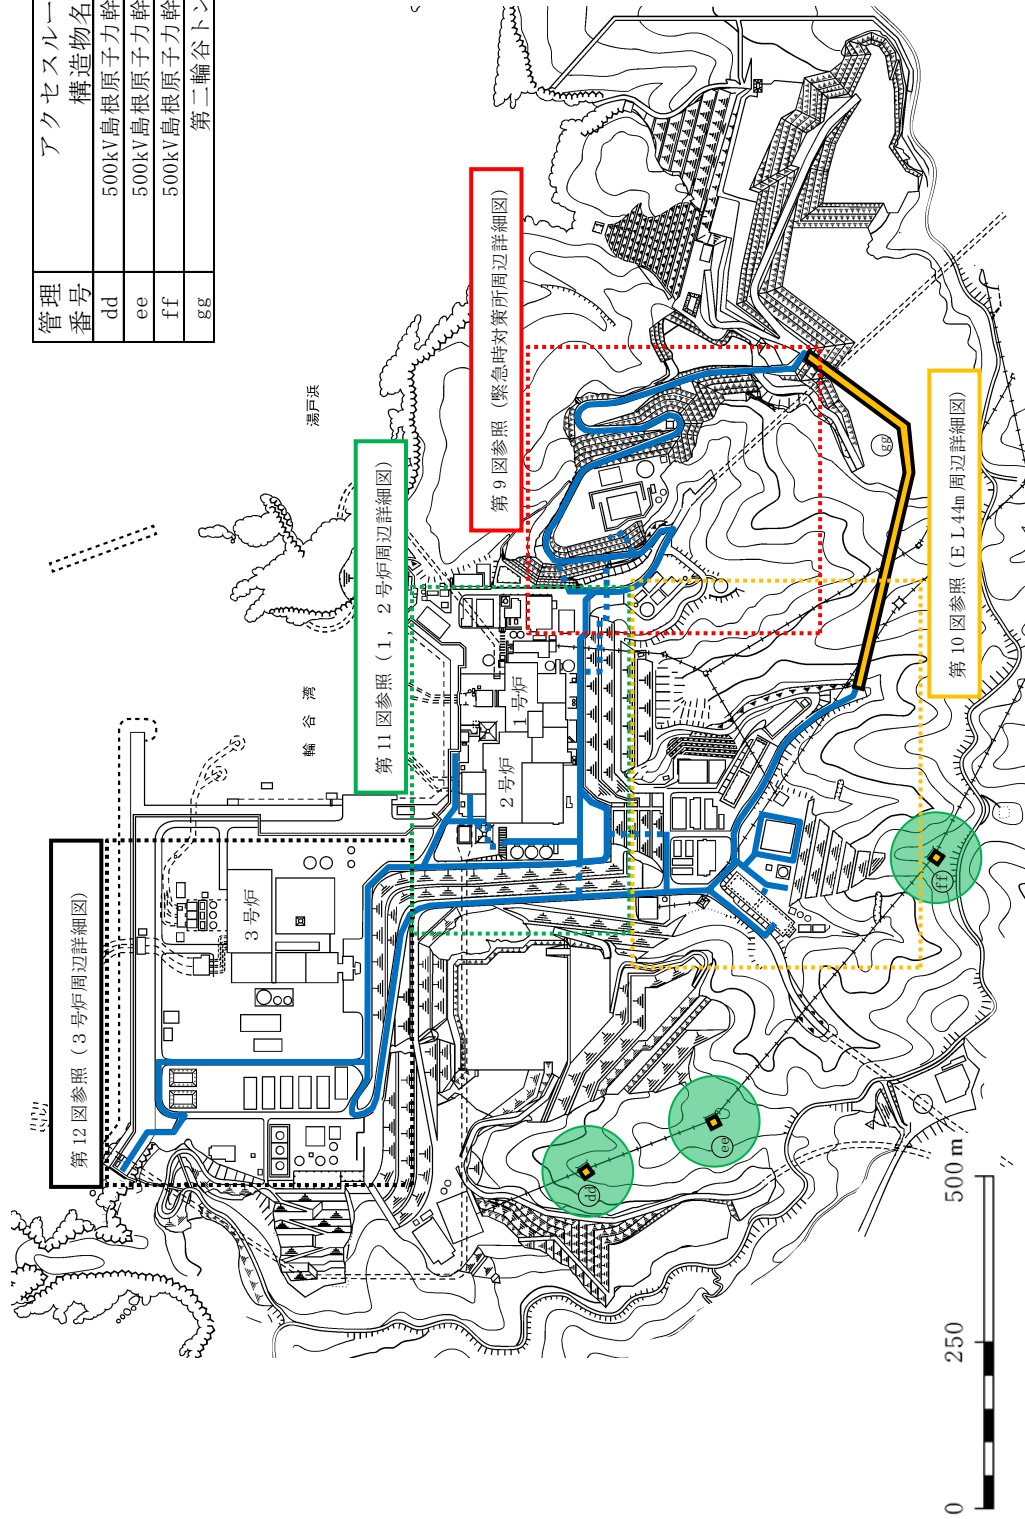 管理番号 アクセスルー
構造物名
dd 500kV島根原子力幹
ee 500kV島根原子力幹
ff 500kV島根原子力幹
gg 第二輪谷トン
第12図参照（3号炉周辺詳細図）
第11図参照（1，2号炉周辺詳細図）
第9図参照（緊急時対策所周辺詳細図）
第10図参照（EL44m周辺詳細図）
輪谷湾
湯戸浜
3号炉
2号炉
1号炉
dd
ee
ff
gg
0 250 500m